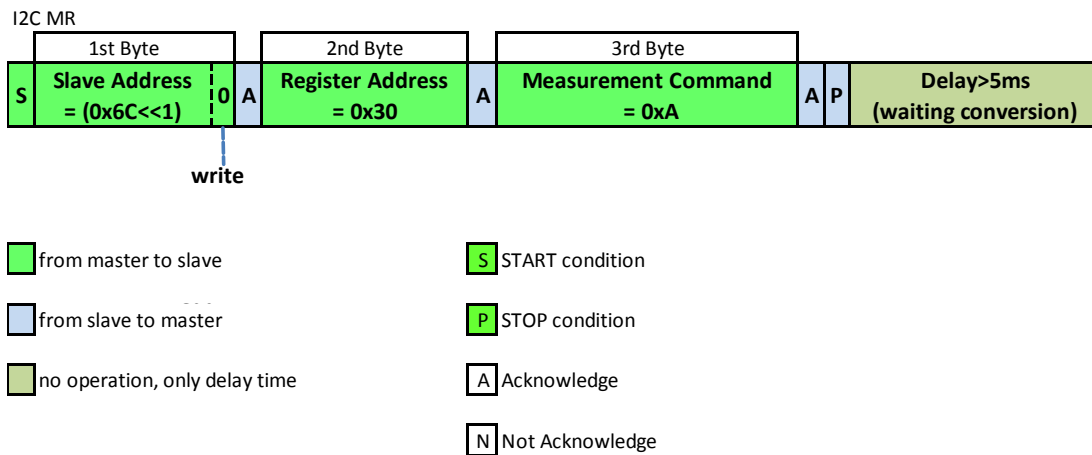 I2C MR
1st Byte
2nd Byte
3rd Byte
S
Slave Address
= (0x6C<<1)
0
A
Register Address
= 0x30
A
Measurement Command
= 0xA
A
P
Delay>5ms
(waiting conversion)
write
from master to slave
S START condition
from slave to master
P STOP condition
no operation, only delay time
A Acknowledge
N Not Acknowledge